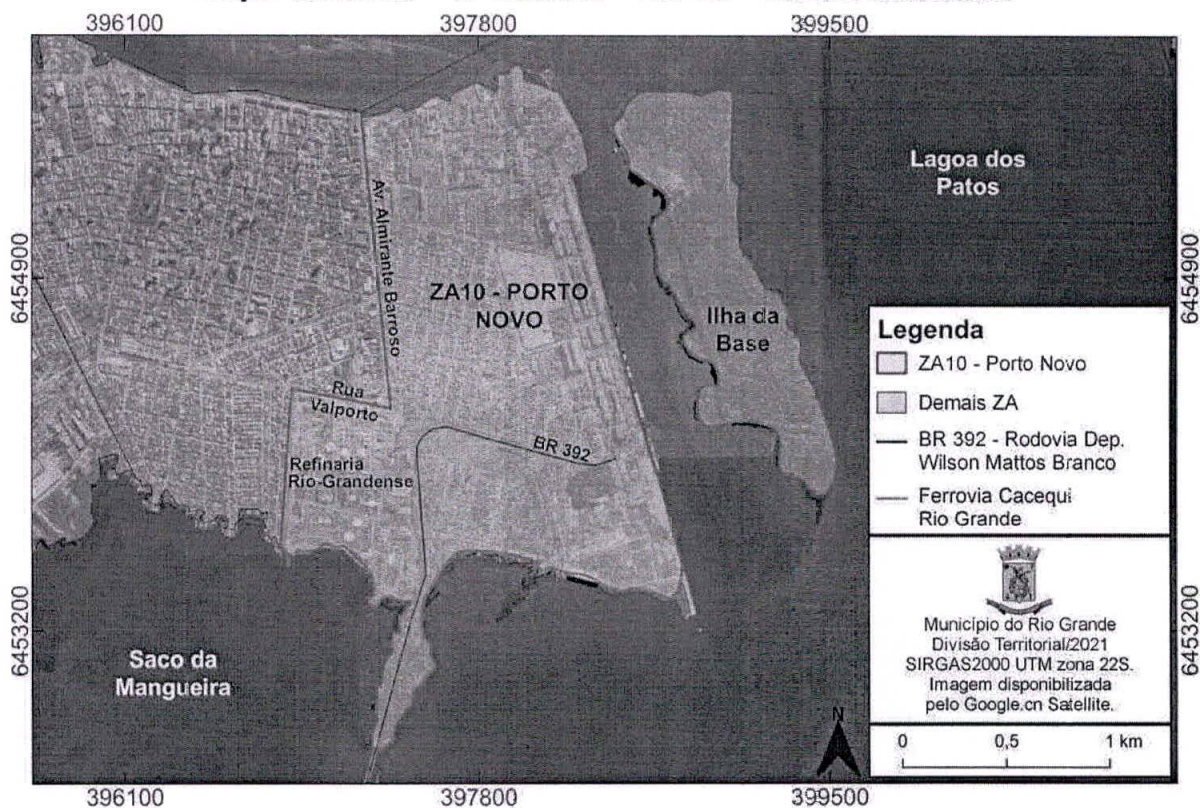 396100
397800
399500
Lagoa dos
Patos
6454900
6454900
Av. Almirante Barroso
ZA10 - PORTO
NOVO
Ilha da
Base
Rua
Valporto
BR 392
Refinaria
Rio-Grandense
Legenda
ZA10 - Porto Novo
Demais ZA
BR 392 - Rodovia Dep.
Wilson Mattos Branco
Ferrovia Cacequi
Rio Grande
6453200
6453200
Saco da
Mangueira
Município do Rio Grande
Divisão Territorial/2021
SIRGAS2000 UTM zona 22S.
Imagem disponibilizada
pelo Google.cn Satellite.
N
0 0,5 1 km
396100
397800
399500